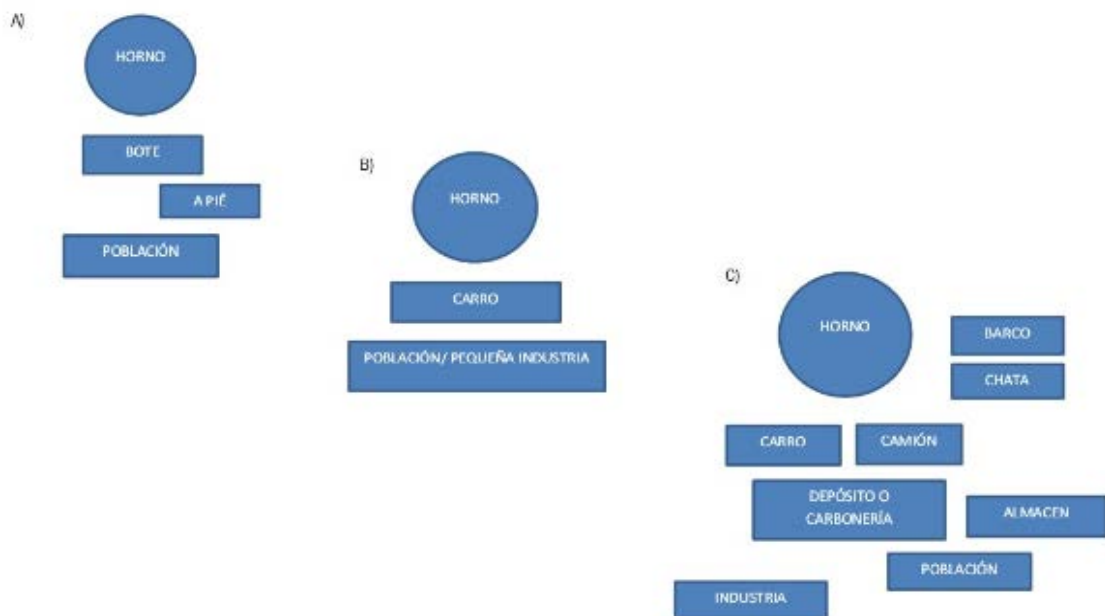 A)
HORNO
BOTE
A PIÉ
POBLACIÓN
B)
HORNO
CARRO
POBLACIÓN/ PEQUEÑA INDUSTRIA
C)
HORNO
BARCO
CHATA
CARRO
CAMIÓN
DEPÓSITO O
CARBONERÍA
ALMACEN
POBLACIÓN
INDUSTRIA